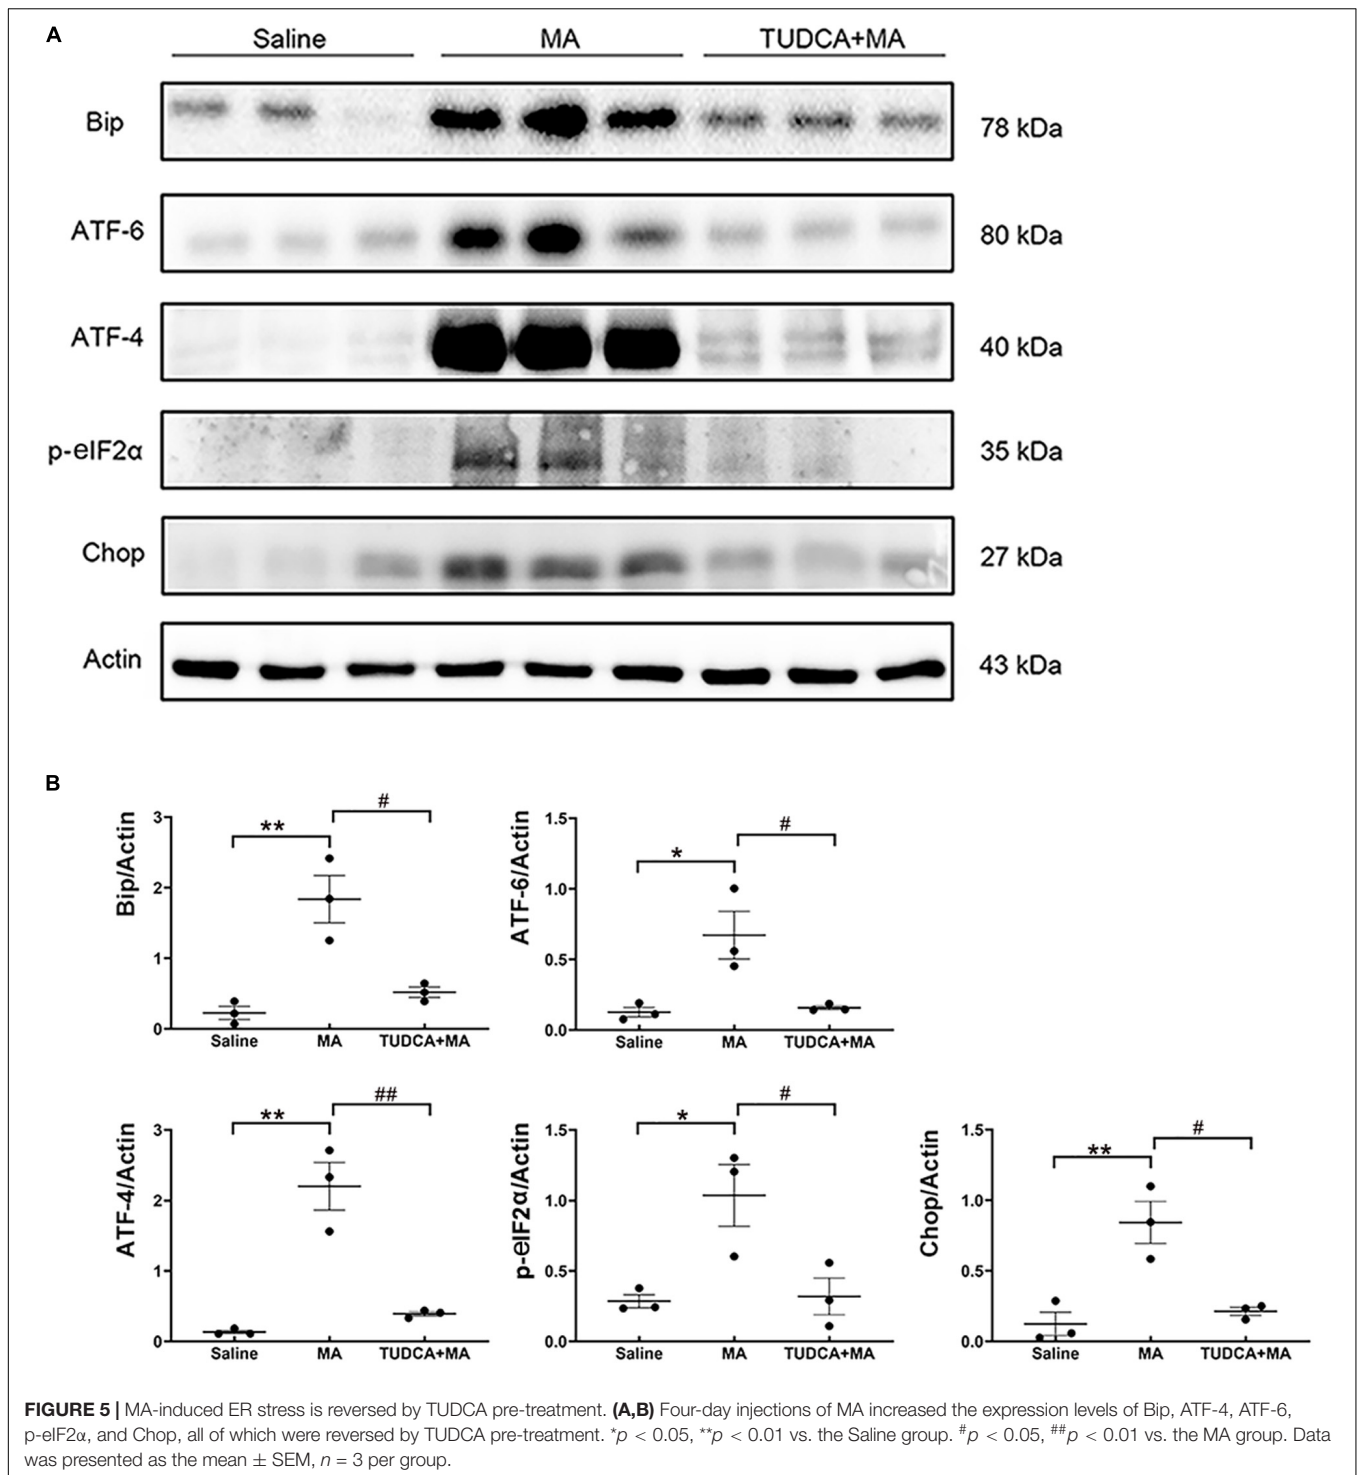 A
Saline MA TUDCA+MA
Bip 78 kDa
ATF-6 80 kDa
ATF-4 40 kDa
p-eIF2α 35 kDa
Chop 27 kDa
Actin 43 kDa
B
Bip/Actin
3
2
1
0
**
#
Saline MA TUDCA+MA
ATF-6/Actin
1.5
1.0
0.5
0.0
*
#
Saline MA TUDCA+MA
ATF-4/Actin
3
2
1
0
**
##
Saline MA TUDCA+MA
p-eIF2α/Actin
1.5
1.0
0.5
0.0
*
#
Saline MA TUDCA+MA
Chop/Actin
1.5
1.0
0.5
0.0
**
#
Saline MA TUDCA+MA
FIGURE 5 | MA-induced ER stress is reversed by TUDCA pre-treatment. (A,B) Four-day injections of MA increased the expression levels of Bip, ATF-4, ATF-6,
p-eIF2α, and Chop, all of which were reversed by TUDCA pre-treatment. *p < 0.05, **p < 0.01 vs. the Saline group. #p < 0.05, ##p < 0.01 vs. the MA group. Data
was presented as the mean ± SEM, n = 3 per group.